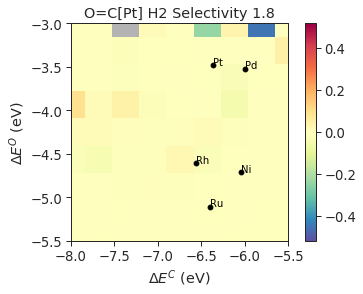 O=C[Pt] H2 Selectivity 1.8
−3.0
−3.5
−4.0
−4.5
−5.0
−5.5
ΔE^O (eV)
Pt
Pd
Rh
Ni
Ru
−8.0 −7.5 −7.0 −6.5 −6.0 −5.5
ΔE^C (eV)
0.4
0.2
0.0
−0.2
−0.4